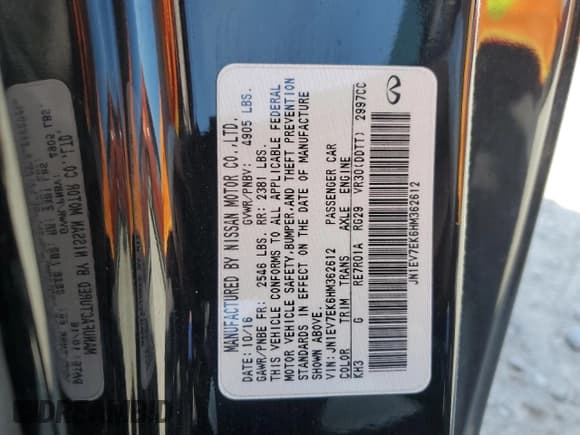 MANUFACTURED BY NISSAN MOTOR CO.,LTD.
DATE: 10/16 GVWR/PNBV: 4905 LBS.
GAWR/PNBE FR: 2546 LBS. RR: 2381 LBS.
THIS VEHICLE CONFORMS TO ALL APPLICABLE FEDERAL
MOTOR VEHICLE SAFETY,BUMPER,AND THEFT PREVENTION
STANDARDS IN EFFECT ON THE DATE OF MANUFACTURE
SHOWN ABOVE.
VIN: JN1EV7EK6HM362612 PASSENGER CAR
COLOR TRIM TRANS AXLE ENGINE
KH3 G RE7R01A RG29 VR30(DDTT) 2997CC
JN1EV7EK6HM362612
DREAMBID